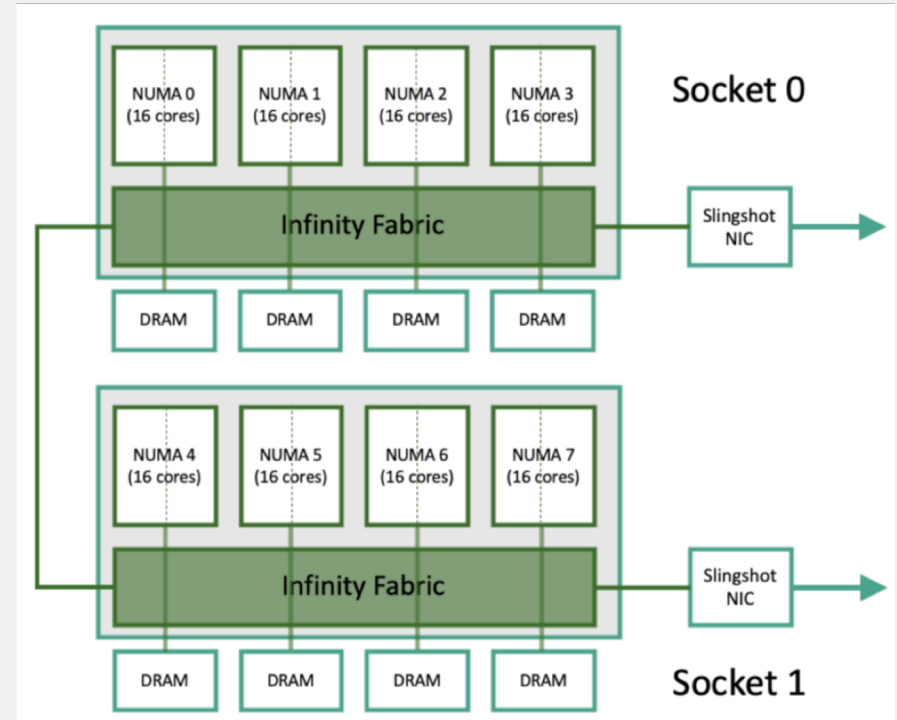 Socket 0
NUMA 0
(16 cores)
NUMA 1
(16 cores)
NUMA 2
(16 cores)
NUMA 3
(16 cores)
Infinity Fabric
Slingshot
NIC
DRAM
DRAM
DRAM
DRAM
NUMA 4
(16 cores)
NUMA 5
(16 cores)
NUMA 6
(16 cores)
NUMA 7
(16 cores)
Infinity Fabric
Slingshot
NIC
DRAM
DRAM
DRAM
DRAM
Socket 1